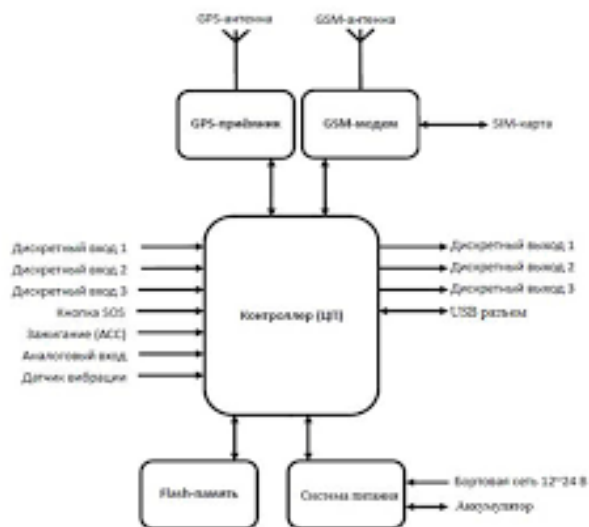 GPS-антенна
GSM-антенна
GPS-приёмник
GSM-модем
SIM-карта
Дискретный вход 1
Дискретный вход 2
Дискретный вход 3
Кнопка SOS
Зажигание (ACC)
Аналоговый вход
Датчик вибрации
Контроллер (ЦП)
Дискретный выход 1
Дискретный выход 2
Дискретный выход 3
USB разъем
Flash-память
Система питания
Бортовая сеть 12~24 В
Аккумулятор